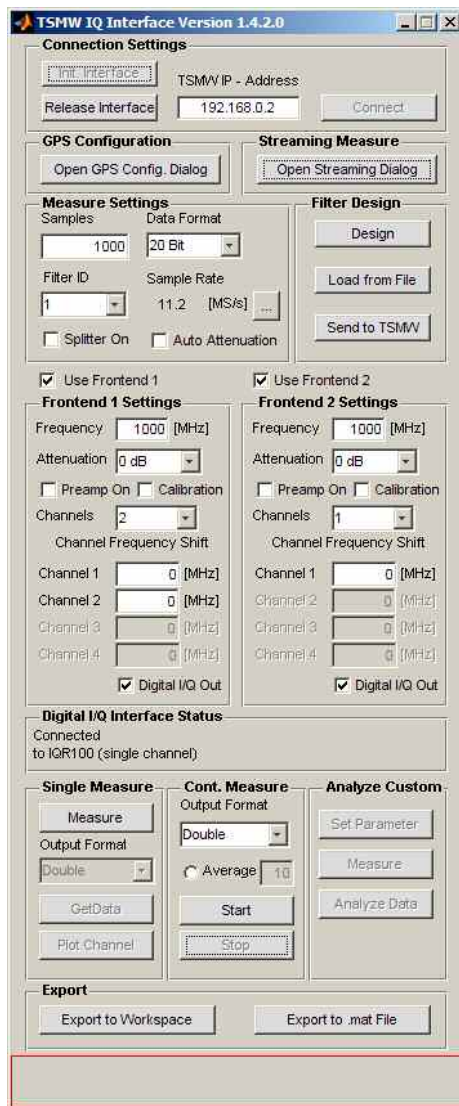 TSMW IQ Interface Version 1.4.2.0
Connection Settings
Init. Interface
TSMW IP - Address
Release Interface
192.168.0.2
Connect
GPS Configuration
Streaming Measure
Open GPS Config. Dialog
Open Streaming Dialog
Measure Settings
Filter Design
Samples
Data Format
Design
1000
20 Bit
Filter ID
Sample Rate
Load from File
1
11.2 [MS/s]
...
Send to TSMW
Splitter On
Auto Attenuation
Use Frontend 1
Use Frontend 2
Frontend 1 Settings
Frequency 1000 [MHz]
Attenuation 0 dB
Preamp On Calibration
Channels 2
Channel Frequency Shift
Channel 1 0 [MHz]
Channel 2 0 [MHz]
Channel 3 0 [MHz]
Channel 4 0 [MHz]
Digital I/Q Out
Frontend 2 Settings
Frequency 1000 [MHz]
Attenuation 0 dB
Preamp On Calibration
Channels 1
Channel Frequency Shift
Channel 1 0 [MHz]
Channel 2 0 [MHz]
Channel 3 0 [MHz]
Channel 4 0 [MHz]
Digital I/Q Out
Digital I/Q Interface Status
Connected
to IQR100 (single channel)
Single Measure
Measure
Output Format
Double
GetData
Plot Channel
Cont. Measure
Output Format
Double
Average 10
Start
Stop
Analyze Custom
Set Parameter
Measure
Analyze Data
Export
Export to Workspace
Export to .mat File